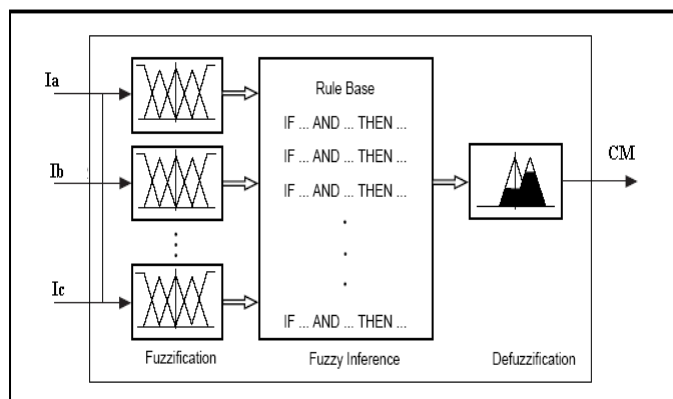 Ia
Ib
Ic
Rule Base
IF ... AND ... THEN ...
IF ... AND ... THEN ...
IF ... AND ... THEN ...
IF ... AND ... THEN ...
CM
Fuzzification
Fuzzy Inference
Defuzzification